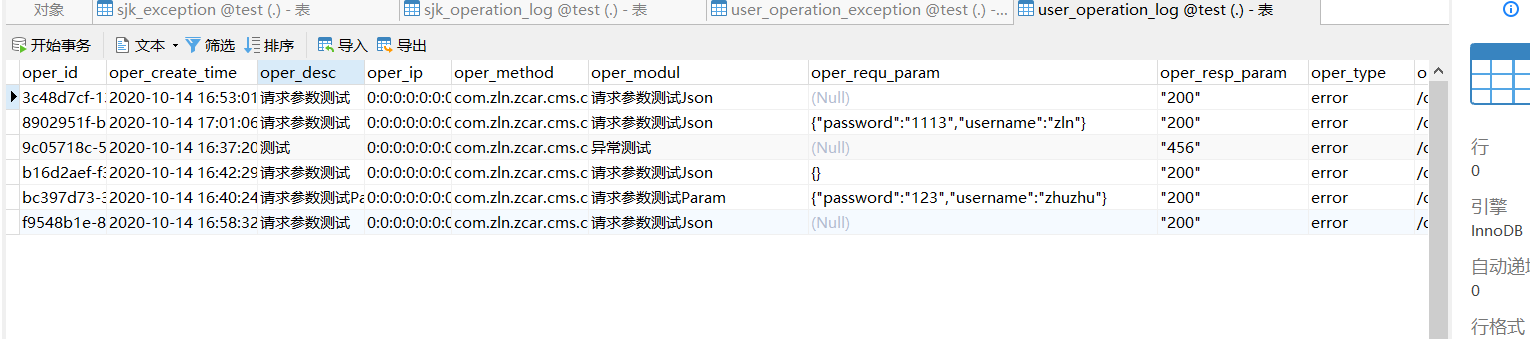 对象 sjk_exception @test (.) - 表 sjk_operation_log @test (.) - 表 user_operation_exception @test (.) -... user_operation_log @test (.) - 表
开始事务 文本 筛选 排序 导入 导出
oper_id oper_create_time oper_desc oper_ip oper_method oper_modul oper_requ_param oper_resp_param oper_type o
3c48d7cf-1 2020-10-14 16:53:01 请求参数测试 0:0:0:0:0:0:0 com.zln.zcar.cms.c 请求参数测试Json (Null) "200" error /c
8902951f-b 2020-10-14 17:01:06 请求参数测试 0:0:0:0:0:0:0 com.zln.zcar.cms.c 请求参数测试Json {"password":"1113","username":"zln"} "200" error /c
9c05718c-5 2020-10-14 16:37:20 测试 0:0:0:0:0:0:0 com.zln.zcar.cms.c 异常测试 (Null) "456" error /c
b16d2aef-f3 2020-10-14 16:42:29 请求参数测试 0:0:0:0:0:0:0 com.zln.zcar.cms.c 请求参数测试Json {} "200" error /c
bc397d73-3 2020-10-14 16:40:24 请求参数测试Pa 0:0:0:0:0:0:0 com.zln.zcar.cms.c 请求参数测试Param {"password":"123","username":"zhuzhu"} "200" error /c
f9548b1e-8 2020-10-14 16:58:32 请求参数测试 0:0:0:0:0:0:0 com.zln.zcar.cms.c 请求参数测试Json (Null) "200" error /c
行
0
引擎
InnoDB
自动递增
0
行格式